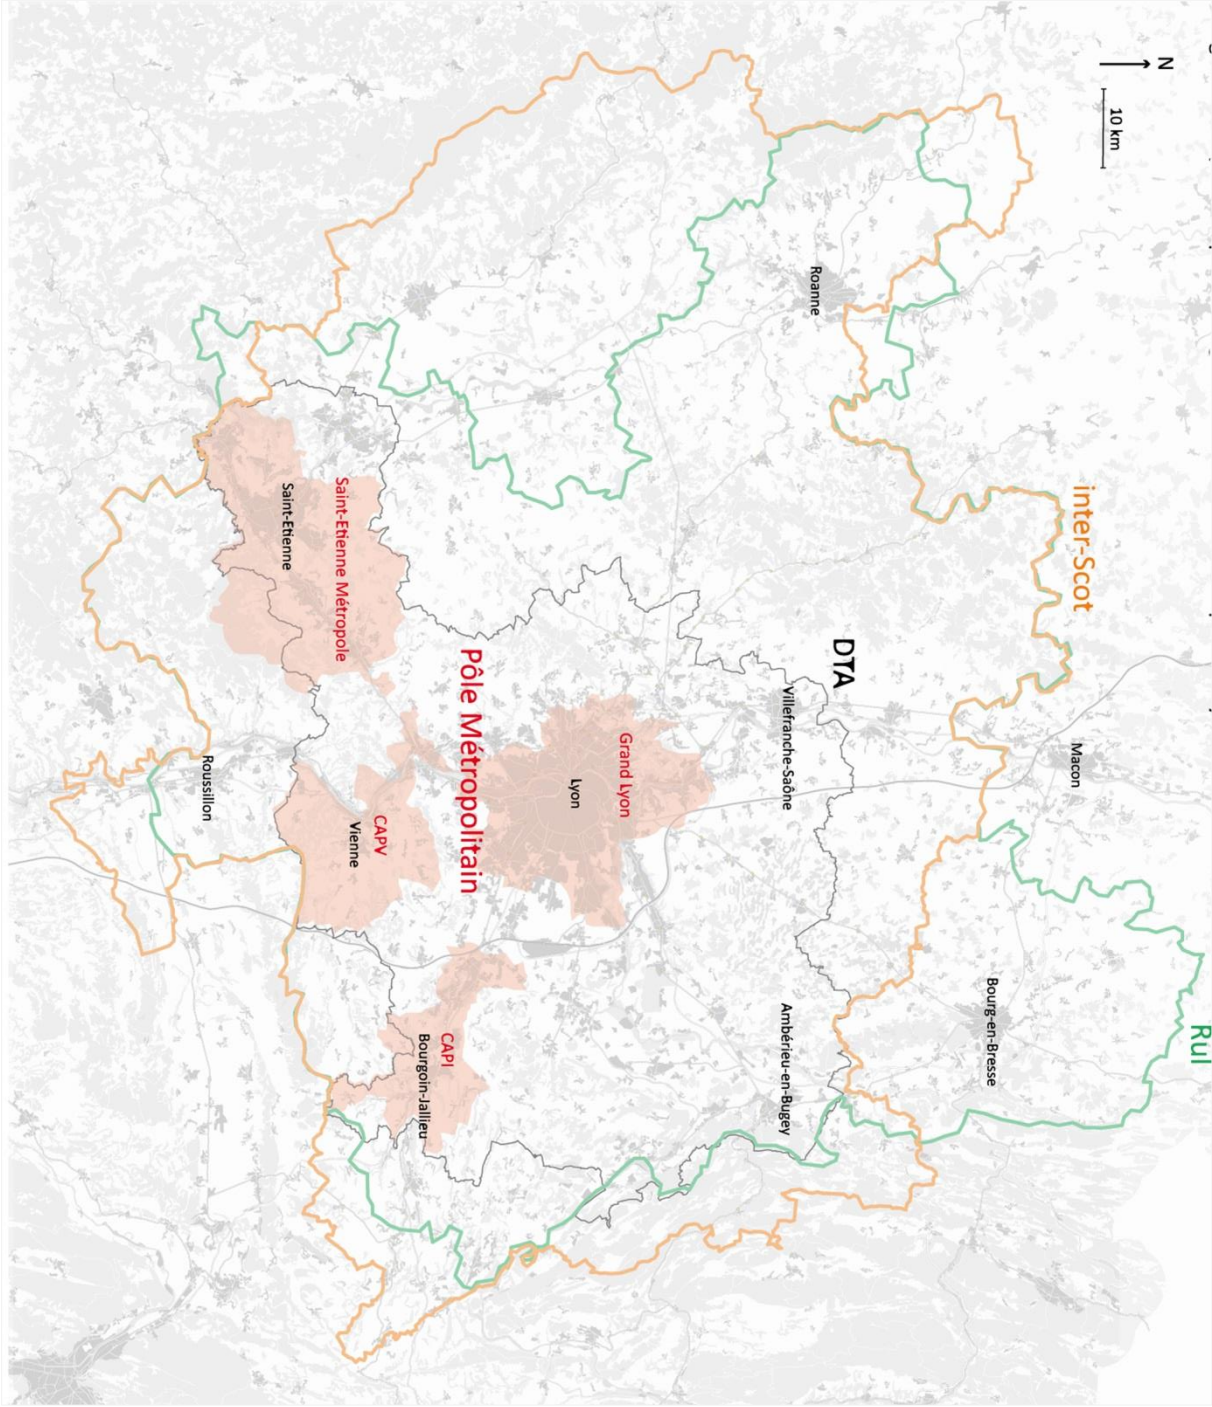 N
10 km
Rul
inter-Scot
Macon
Bourg-en-Bresse
DTA
Roanne
Villefranche-Saône
Ambérieu-en-Bugey
Grand Lyon
Lyon
Pôle Métropolitain
CAPI
Bourgoin-Jallieu
CAPV
Vienne
Saint-Etienne Métropole
Saint-Etienne
Roussillon